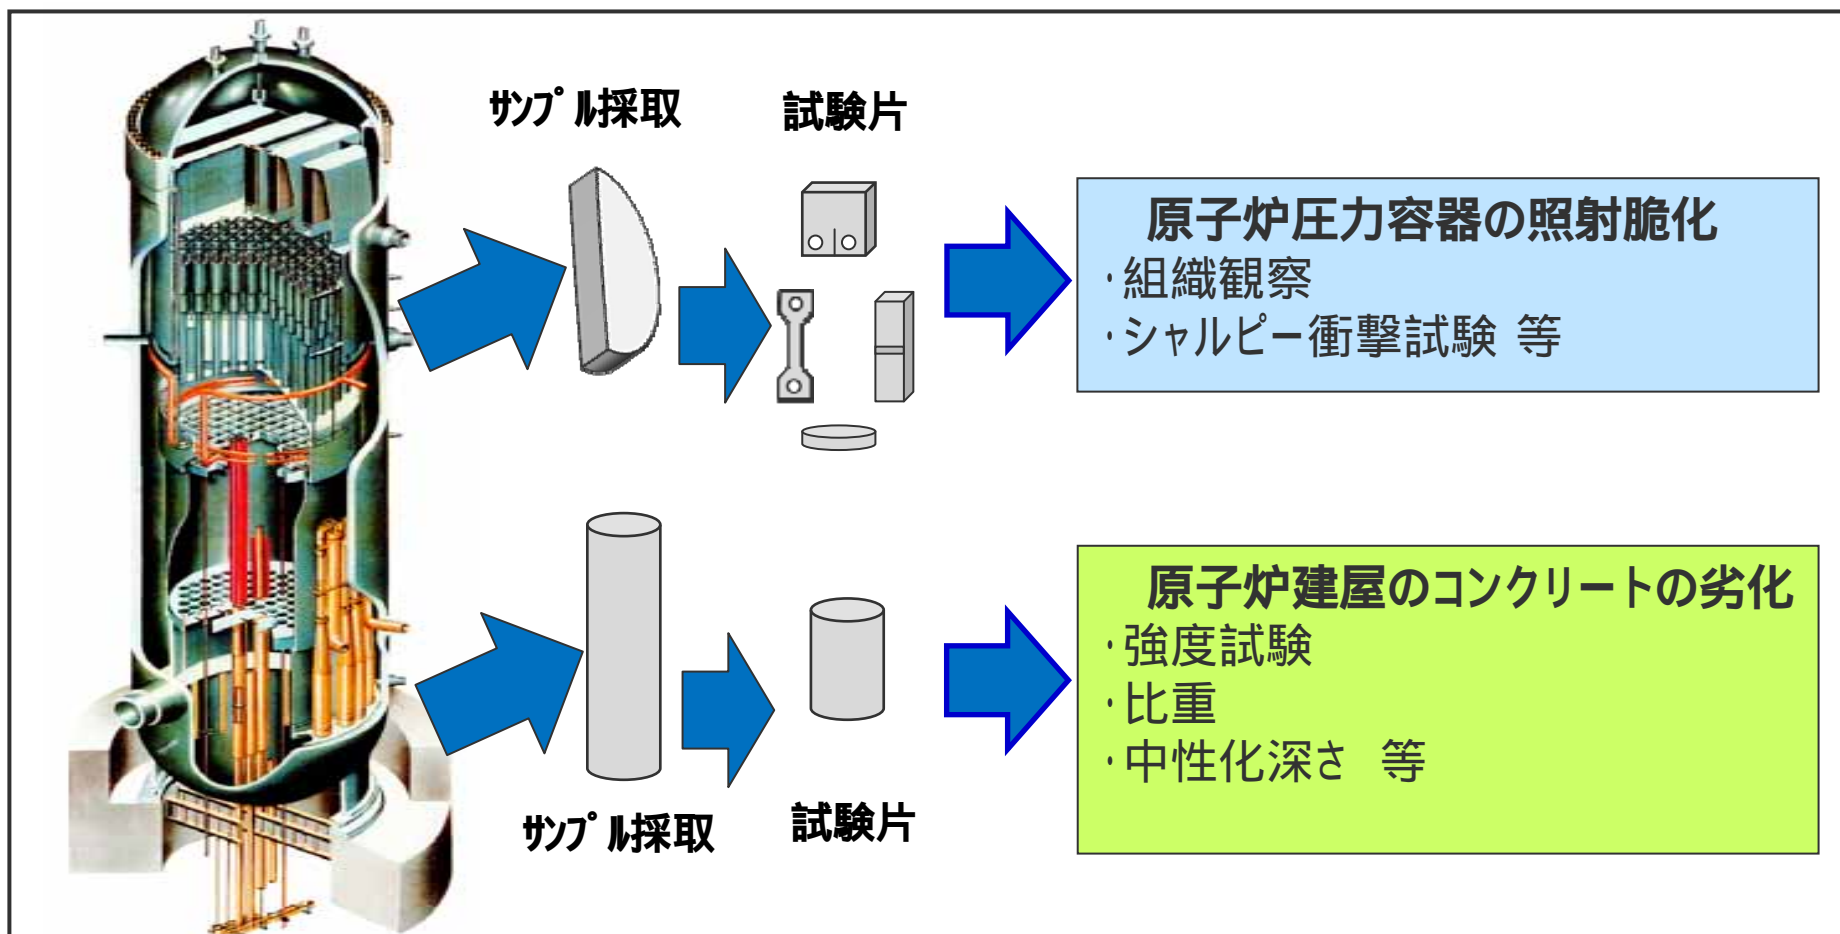 サンプル採取
試験片
原子炉圧力容器の照射脆化
・組織観察
・シャルピー衝撃試験 等
原子炉建屋のコンクリートの劣化
・強度試験
・比重
・中性化深さ 等
サンプル採取
試験片